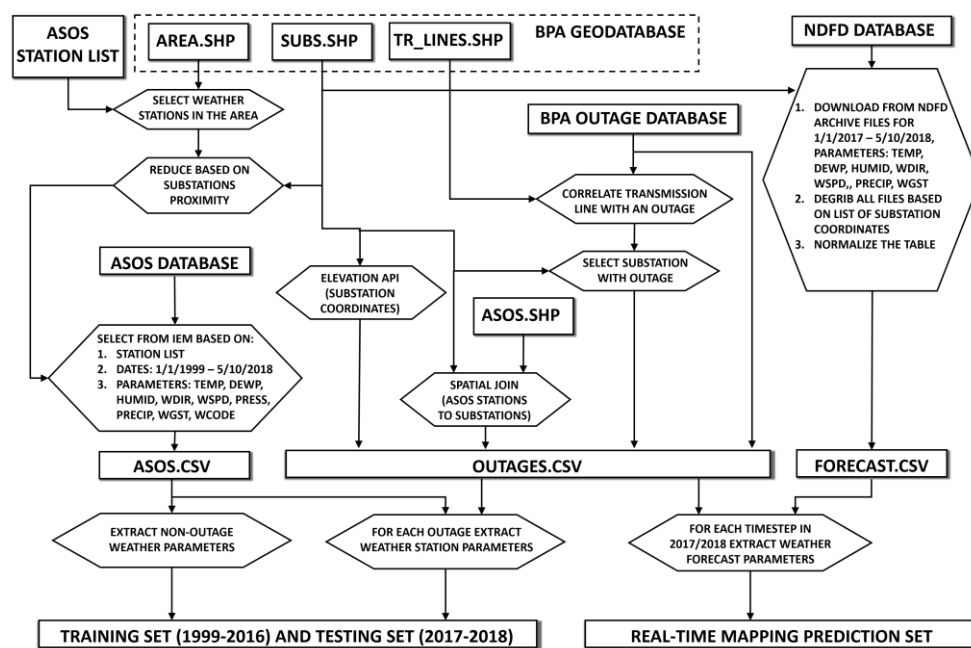 ASOS
STATION LIST
AREA.SHP
SUBS.SHP
TR_LINES.SHP
BPA GEODATABASE
NDFD DATABASE
SELECT WEATHER
STATIONS IN THE AREA
BPA OUTAGE DATABASE
1. DOWNLOAD FROM NDFD
ARCHIVE FILES FOR
1/1/2017 – 5/10/2018,
PARAMETERS: TEMP,
DEWP, HUMID, WDIR,
WSPD,, PRECIP, WGST
2. DEGRIB ALL FILES BASED
ON LIST OF SUBSTATION
COORDINATES
3. NORMALIZE THE TABLE
REDUCE BASED ON
SUBSTATIONS
PROXIMITY
CORRELATE TRANSMISSION
LINE WITH AN OUTAGE
ASOS DATABASE
ELEVATION API
(SUBSTATION
COORDINATES)
SELECT SUBSTATION
WITH OUTAGE
ASOS.SHP
SELECT FROM IEM BASED ON:
1. STATION LIST
2. DATES: 1/1/1999 – 5/10/2018
3. PARAMETERS: TEMP, DEWP,
HUMID, WDIR, WSPD, PRESS,
PRECIP, WGST, WCODE
SPATIAL JOIN
(ASOS STATIONS
TO SUBSTATIONS)
ASOS.CSV
OUTAGES.CSV
FORECAST.CSV
EXTRACT NON-OUTAGE
WEATHER PARAMETERS
FOR EACH OUTAGE EXTRACT
WEATHER STATION PARAMETERS
FOR EACH TIMESTEP IN
2017/2018 EXTRACT WEATHER
FORECAST PARAMETERS
TRAINING SET (1999-2016) AND TESTING SET (2017-2018)
REAL-TIME MAPPING PREDICTION SET